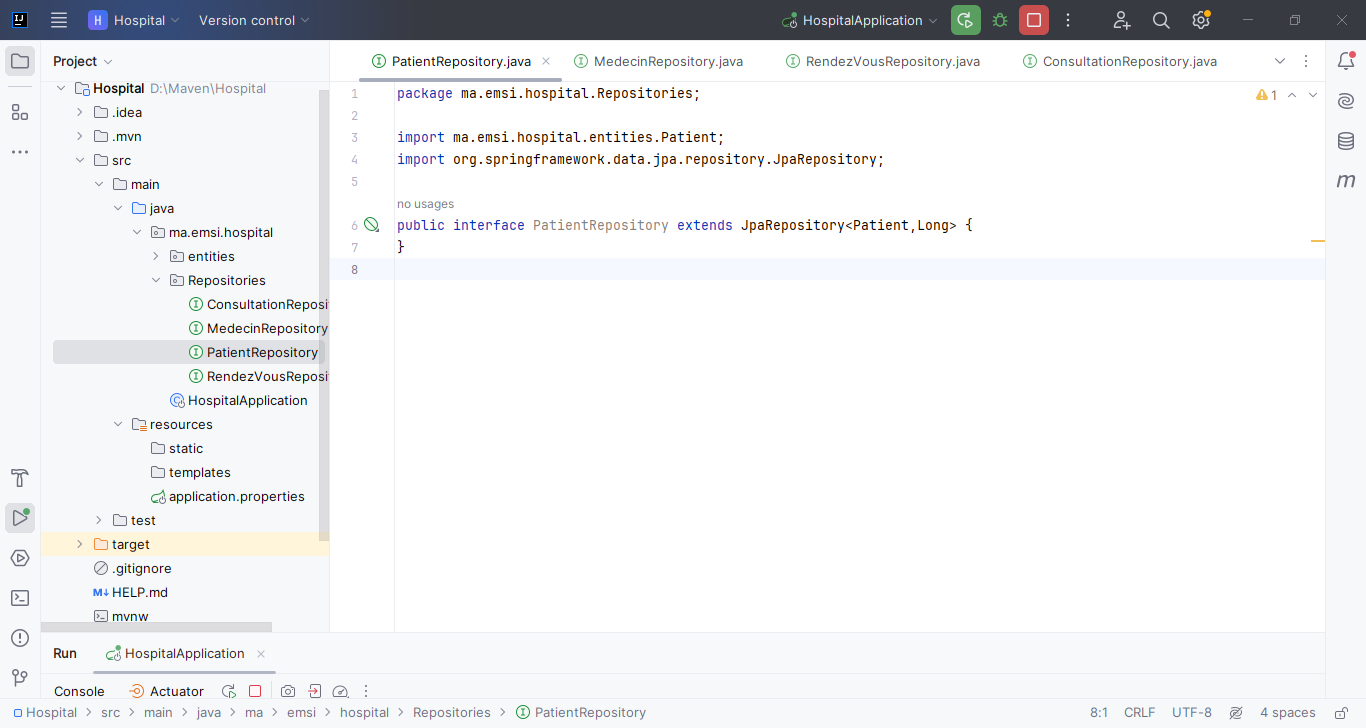 H Hospital Version control HospitalApplication
Project
PatientRepository.java MedecinRepository.java RendezVousRepository.java ConsultationRepository.java
Hospital D:\Maven\Hospital
.idea
.mvn
src
main
java
ma.emsi.hospital
entities
Repositories
ConsultationReposi
MedecinRepository
PatientRepository
RendezVousReposi
HospitalApplication
resources
static
templates
application.properties
test
target
.gitignore
M↓ HELP.md
mvnw
1 package ma.emsi.hospital.Repositories;
2
3 import ma.emsi.hospital.entities.Patient;
4 import org.springframework.data.jpa.repository.JpaRepository;
5
no usages
6 public interface PatientRepository extends JpaRepository<Patient,Long> {
7 }
8
1
m
Run HospitalApplication
Console Actuator
Hospital > src > main > java > ma > emsi > hospital > Repositories > PatientRepository 8:1 CRLF UTF-8 4 spaces